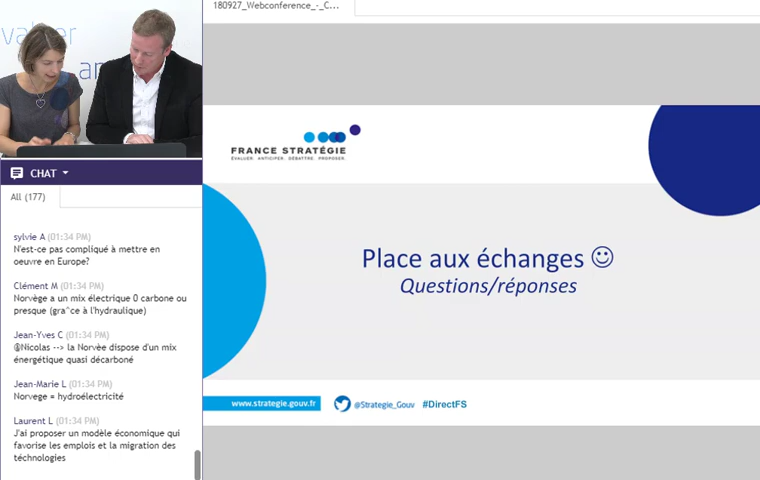 180927_Webconference_-_C...
valuer
an
FRANCE STRATÉGIE
ÉVALUER. ANTICIPER. DÉBATTRE. PROPOSER.
CHAT
All (177)
sylvie A (01:34 PM)
N'est-ce pas compliqué à mettre en
oeuvre en Europe?
Clément M (01:34 PM)
Norvège a un mix électrique 0 carbone ou
presque (gra^ce à l'hydraulique)
Jean-Yves C (01:34 PM)
@Nicolas --> la Norvèe dispose d'un mix
énergétique quasi décarboné
Jean-Marie L (01:34 PM)
Norvege = hydroélectricité
Laurent L (01:34 PM)
J'ai proposer un modèle économique qui
favorise les emplois et la migration des
téchnologies
Place aux échanges ☺
Questions/réponses
www.strategie.gouv.fr
@Strategie_Gouv
#DirectFS